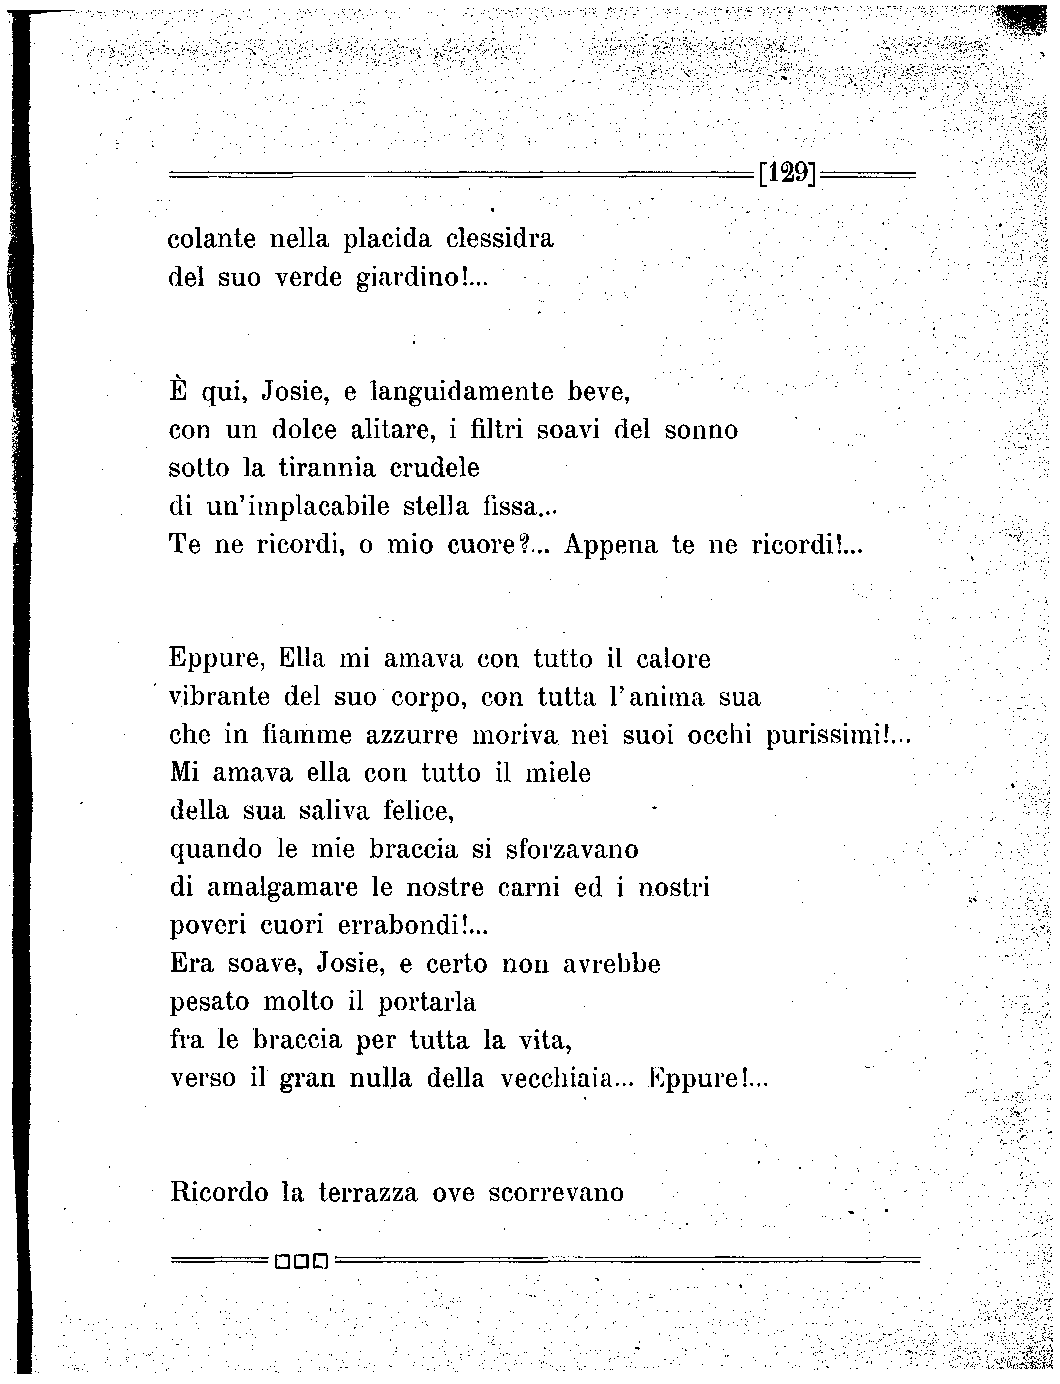 [129]
colante nella placida clessidra
del suo verde giardino!...
È qui, Josie, e languidamente beve,
con un dolce alitare, i filtri soavi del sonno
sotto la tirannia crudele
di un'implacabile stella fissa...
Te ne ricordi, o mio cuore?... Appena te ne ricordi!...
Eppure, Ella mi amava con tutto il calore
vibrante del suo corpo, con tutta l'anima sua
che in fiamme azzurre moriva nei suoi occhi purissimi!...
Mi amava ella con tutto il miele
della sua saliva felice,
quando le mie braccia si sforzavano
di amalgamare le nostre carni ed i nostri
poveri cuori errabondi!...
Era soave, Josie, e certo non avrebbe
pesato molto il portarla
fra le braccia per tutta la vita,
verso il gran nulla della vecchiaia... Eppure!...
Ricordo la terrazza ove scorrevano